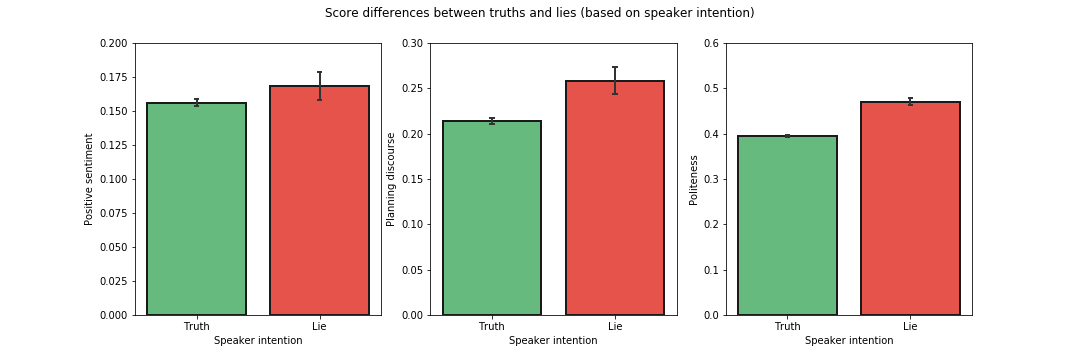 Score differences between truths and lies (based on speaker intention)
Positive sentiment
0.200
0.175
0.150
0.125
0.100
0.075
0.050
0.025
0.000
Truth
Lie
Speaker intention
Planning discourse
0.30
0.25
0.20
0.15
0.10
0.05
0.00
Truth
Lie
Speaker intention
Politeness
0.6
0.5
0.4
0.3
0.2
0.1
0.0
Truth
Lie
Speaker intention